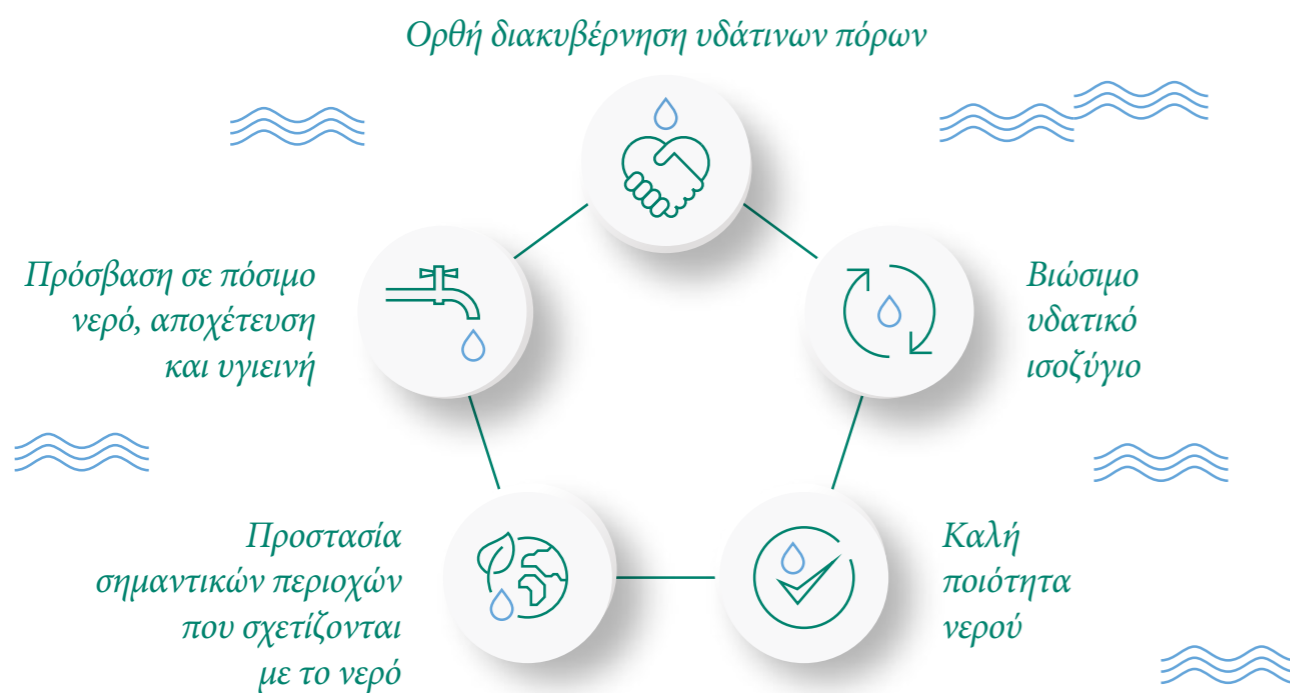 Ορθή διακυβέρνηση υδάτινων πόρων
Πρόσβαση σε πόσιμο
νερό, αποχέτευση
και υγιεινή
Βιώσιμο
υδατικό
ισοζύγιο
Προστασία
σημαντικών περιοχών
που σχετίζονται
με το νερό
Καλή
ποιότητα
νερού